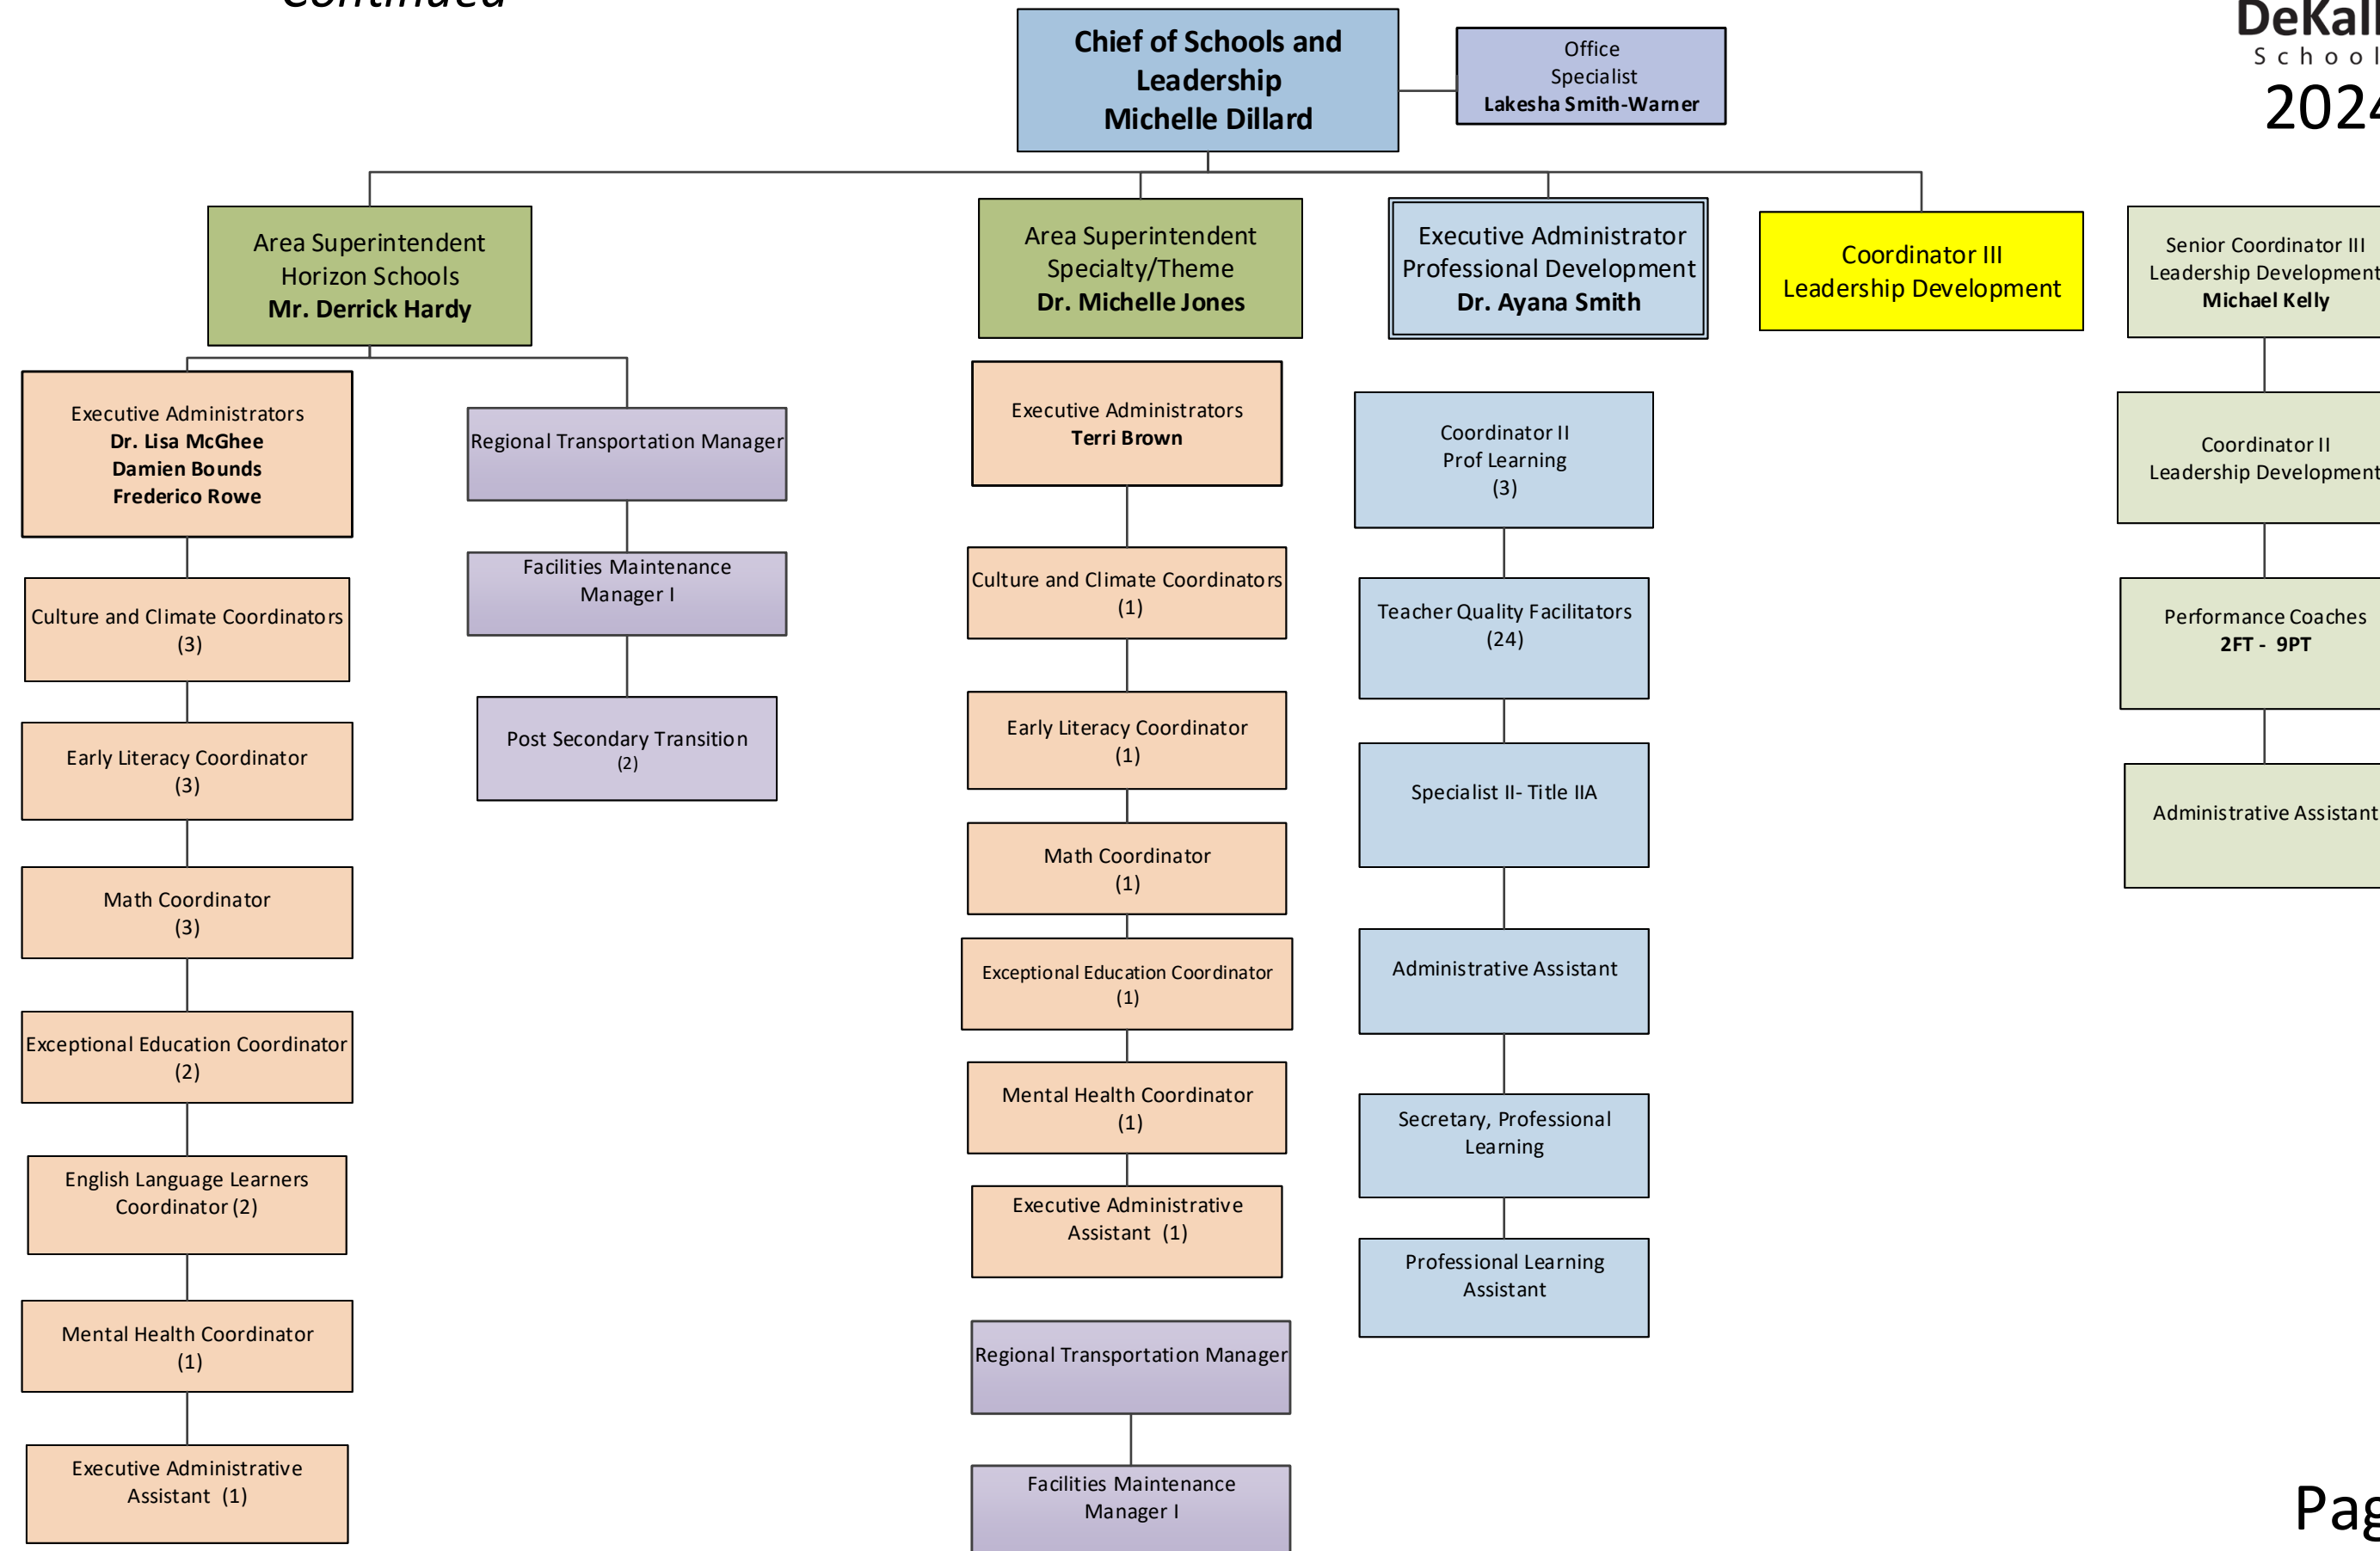 Continued
DeKalb
School
2024
Chief of Schools and
Leadership
Michelle Dillard
Office
Specialist
Lakesha Smith-Warner
Area Superintendent
Horizon Schools
Mr. Derrick Hardy
Area Superintendent
Specialty/Theme
Dr. Michelle Jones
Executive Administrator
Professional Development
Dr. Ayana Smith
Coordinator III
Leadership Development
Senior Coordinator III
Leadership Development
Michael Kelly
Executive Administrators
Dr. Lisa McGhee
Damien Bounds
Frederico Rowe
Culture and Climate Coordinators
(3)
Early Literacy Coordinator
(3)
Math Coordinator
(3)
Exceptional Education Coordinator
(2)
English Language Learners
Coordinator (2)
Mental Health Coordinator
(1)
Executive Administrative
Assistant (1)
Regional Transportation Manager
Facilities Maintenance
Manager I
Post Secondary Transition
(2)
Executive Administrators
Terri Brown
Culture and Climate Coordinators
(1)
Early Literacy Coordinator
(1)
Math Coordinator
(1)
Exceptional Education Coordinator
(1)
Mental Health Coordinator
(1)
Executive Administrative
Assistant (1)
Regional Transportation Manager
Facilities Maintenance
Manager I
Coordinator II
Prof Learning
(3)
Teacher Quality Facilitators
(24)
Specialist II- Title IIA
Administrative Assistant
Secretary, Professional
Learning
Professional Learning
Assistant
Coordinator II
Leadership Development
Performance Coaches
2FT - 9PT
Administrative Assistant
Pag